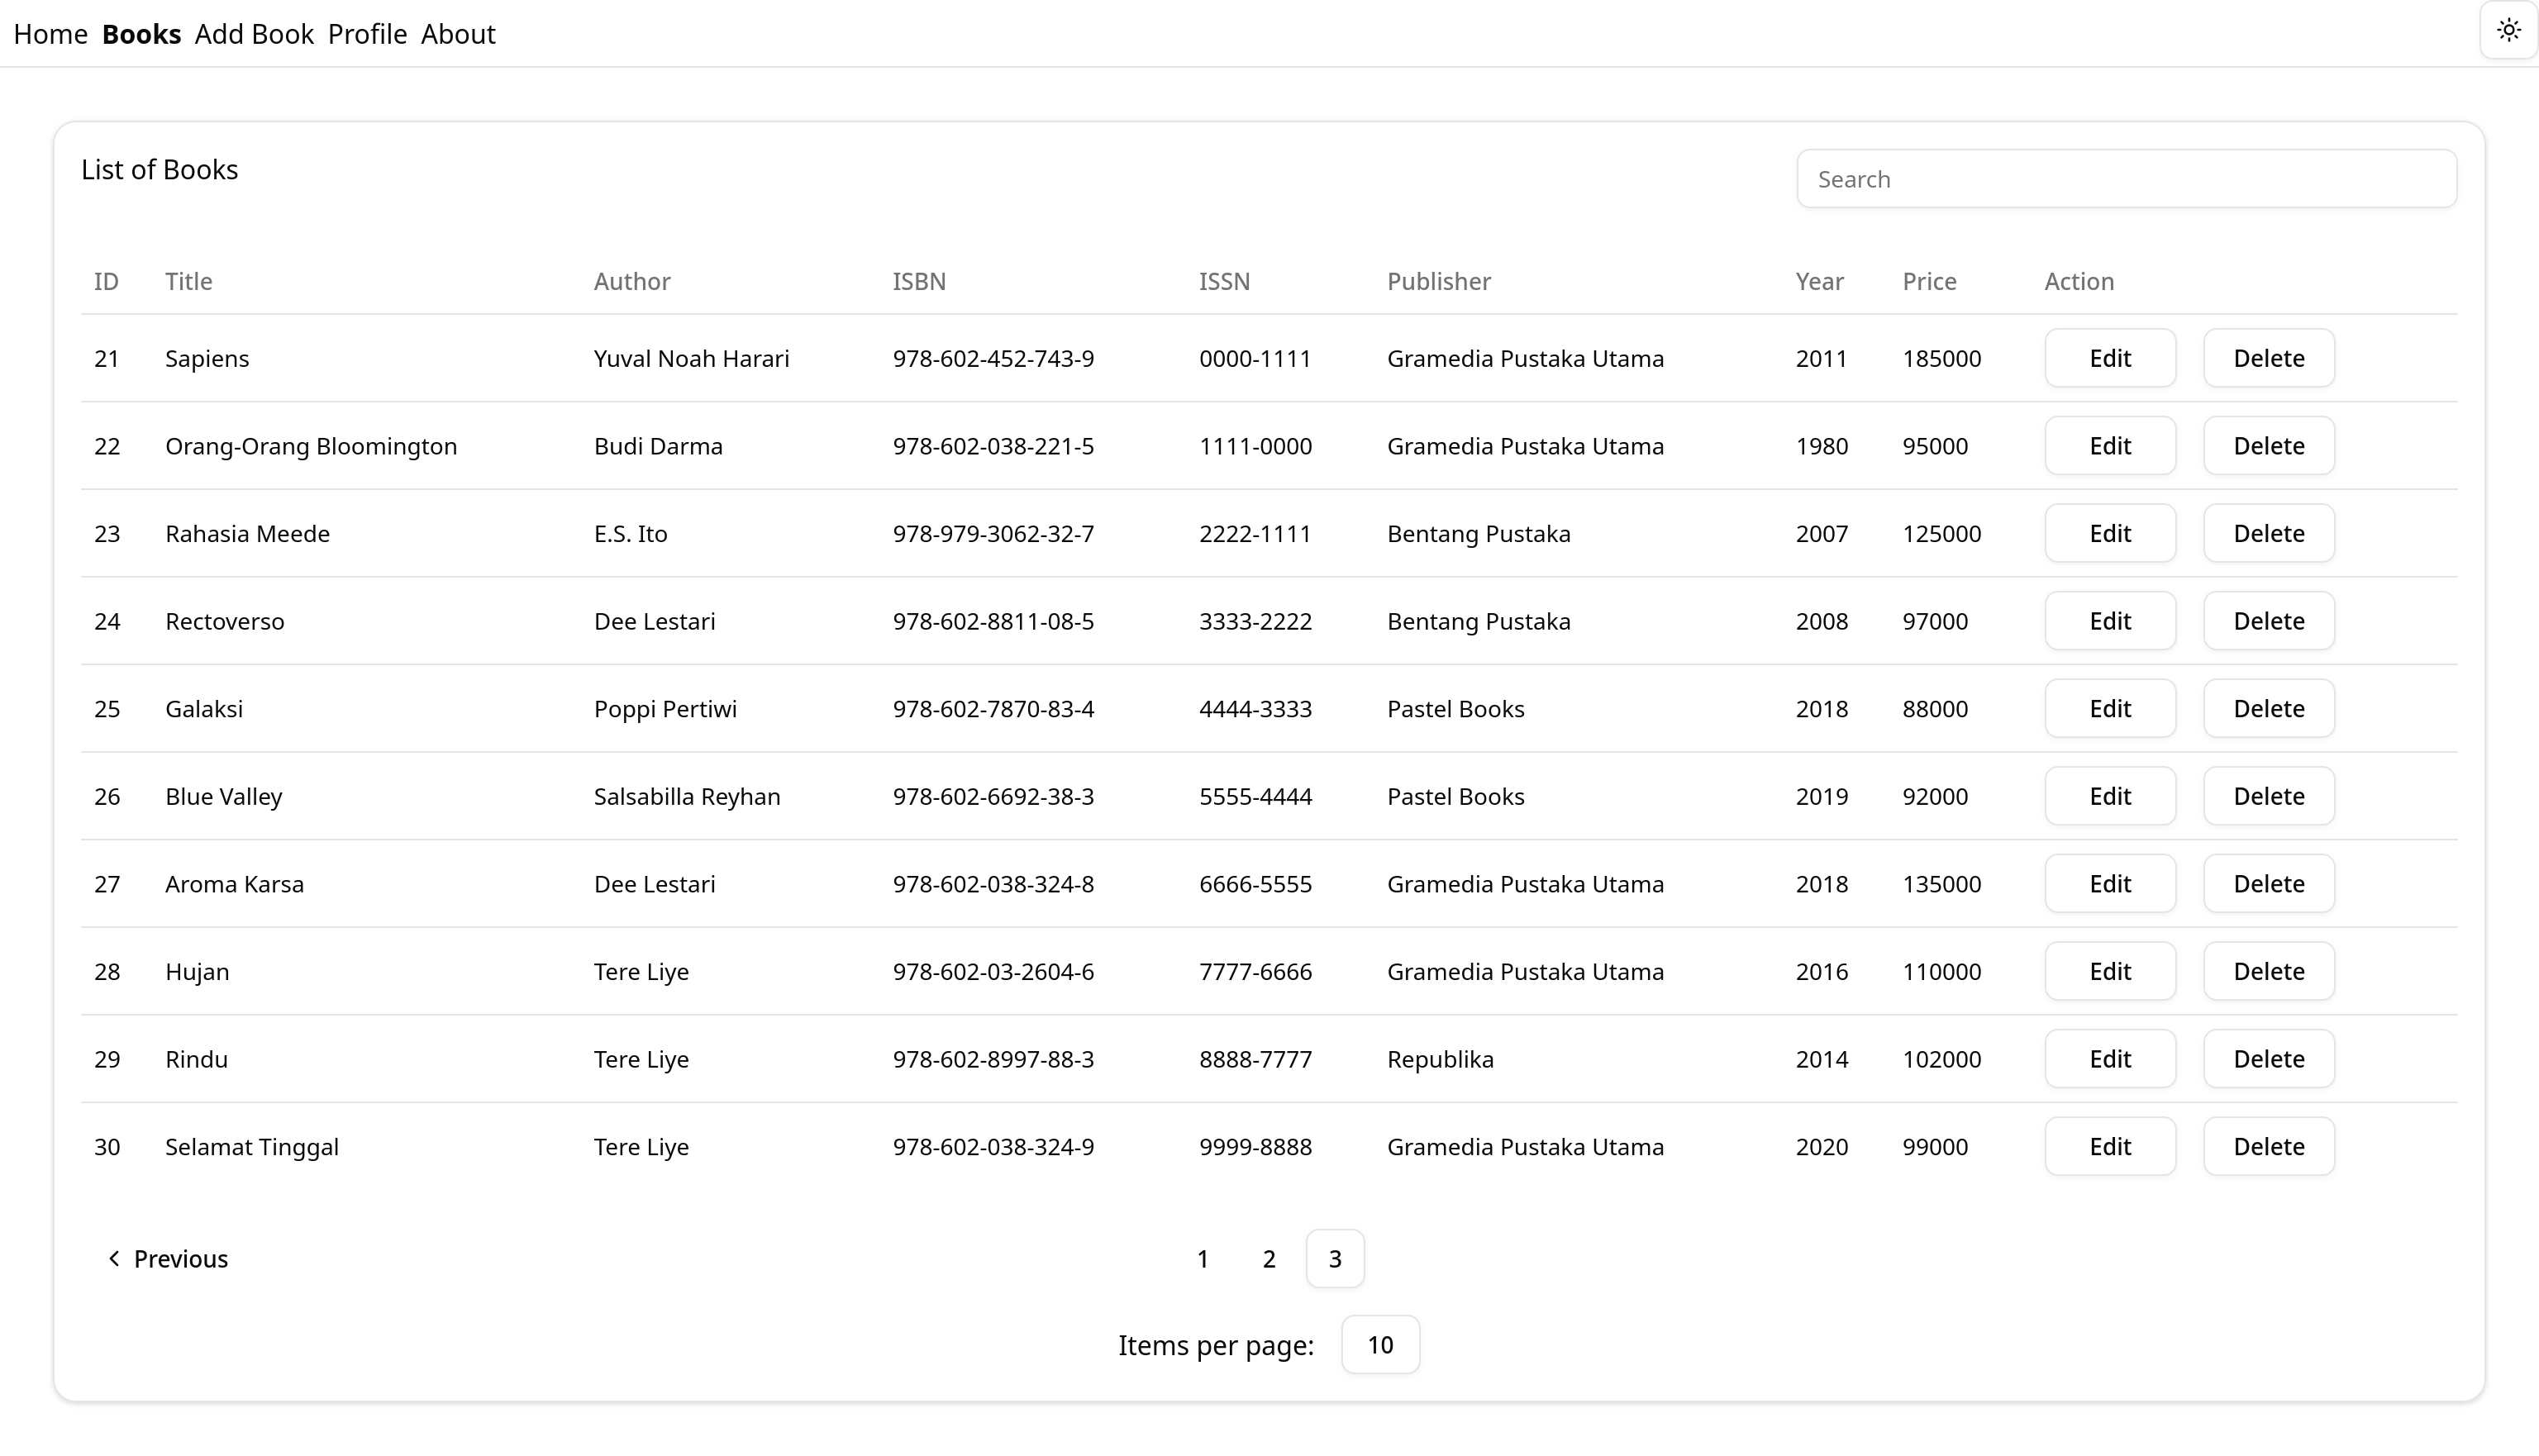 Home Books Add Book Profile About
List of Books
Search
ID Title Author ISBN ISSN Publisher Year Price Action
21 Sapiens Yuval Noah Harari 978-602-452-743-9 0000-1111 Gramedia Pustaka Utama 2011 185000 Edit Delete
22 Orang-Orang Bloomington Budi Darma 978-602-038-221-5 1111-0000 Gramedia Pustaka Utama 1980 95000 Edit Delete
23 Rahasia Meede E.S. Ito 978-979-3062-32-7 2222-1111 Bentang Pustaka 2007 125000 Edit Delete
24 Rectoverso Dee Lestari 978-602-8811-08-5 3333-2222 Bentang Pustaka 2008 97000 Edit Delete
25 Galaksi Poppi Pertiwi 978-602-7870-83-4 4444-3333 Pastel Books 2018 88000 Edit Delete
26 Blue Valley Salsabilla Reyhan 978-602-6692-38-3 5555-4444 Pastel Books 2019 92000 Edit Delete
27 Aroma Karsa Dee Lestari 978-602-038-324-8 6666-5555 Gramedia Pustaka Utama 2018 135000 Edit Delete
28 Hujan Tere Liye 978-602-03-2604-6 7777-6666 Gramedia Pustaka Utama 2016 110000 Edit Delete
29 Rindu Tere Liye 978-602-8997-88-3 8888-7777 Republika 2014 102000 Edit Delete
30 Selamat Tinggal Tere Liye 978-602-038-324-9 9999-8888 Gramedia Pustaka Utama 2020 99000 Edit Delete
Previous 1 2 3
Items per page: 10